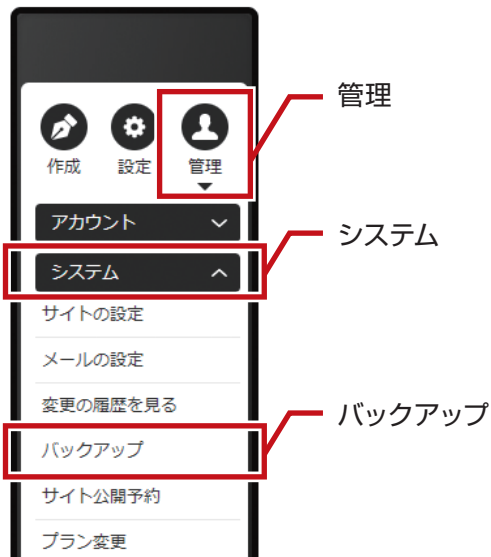 作成 設定 管理
アカウント
システム
サイトの設定
メールの設定
変更の履歴を見る
バックアップ
サイト公開予約
プラン変更
管理
システム
バックアップ